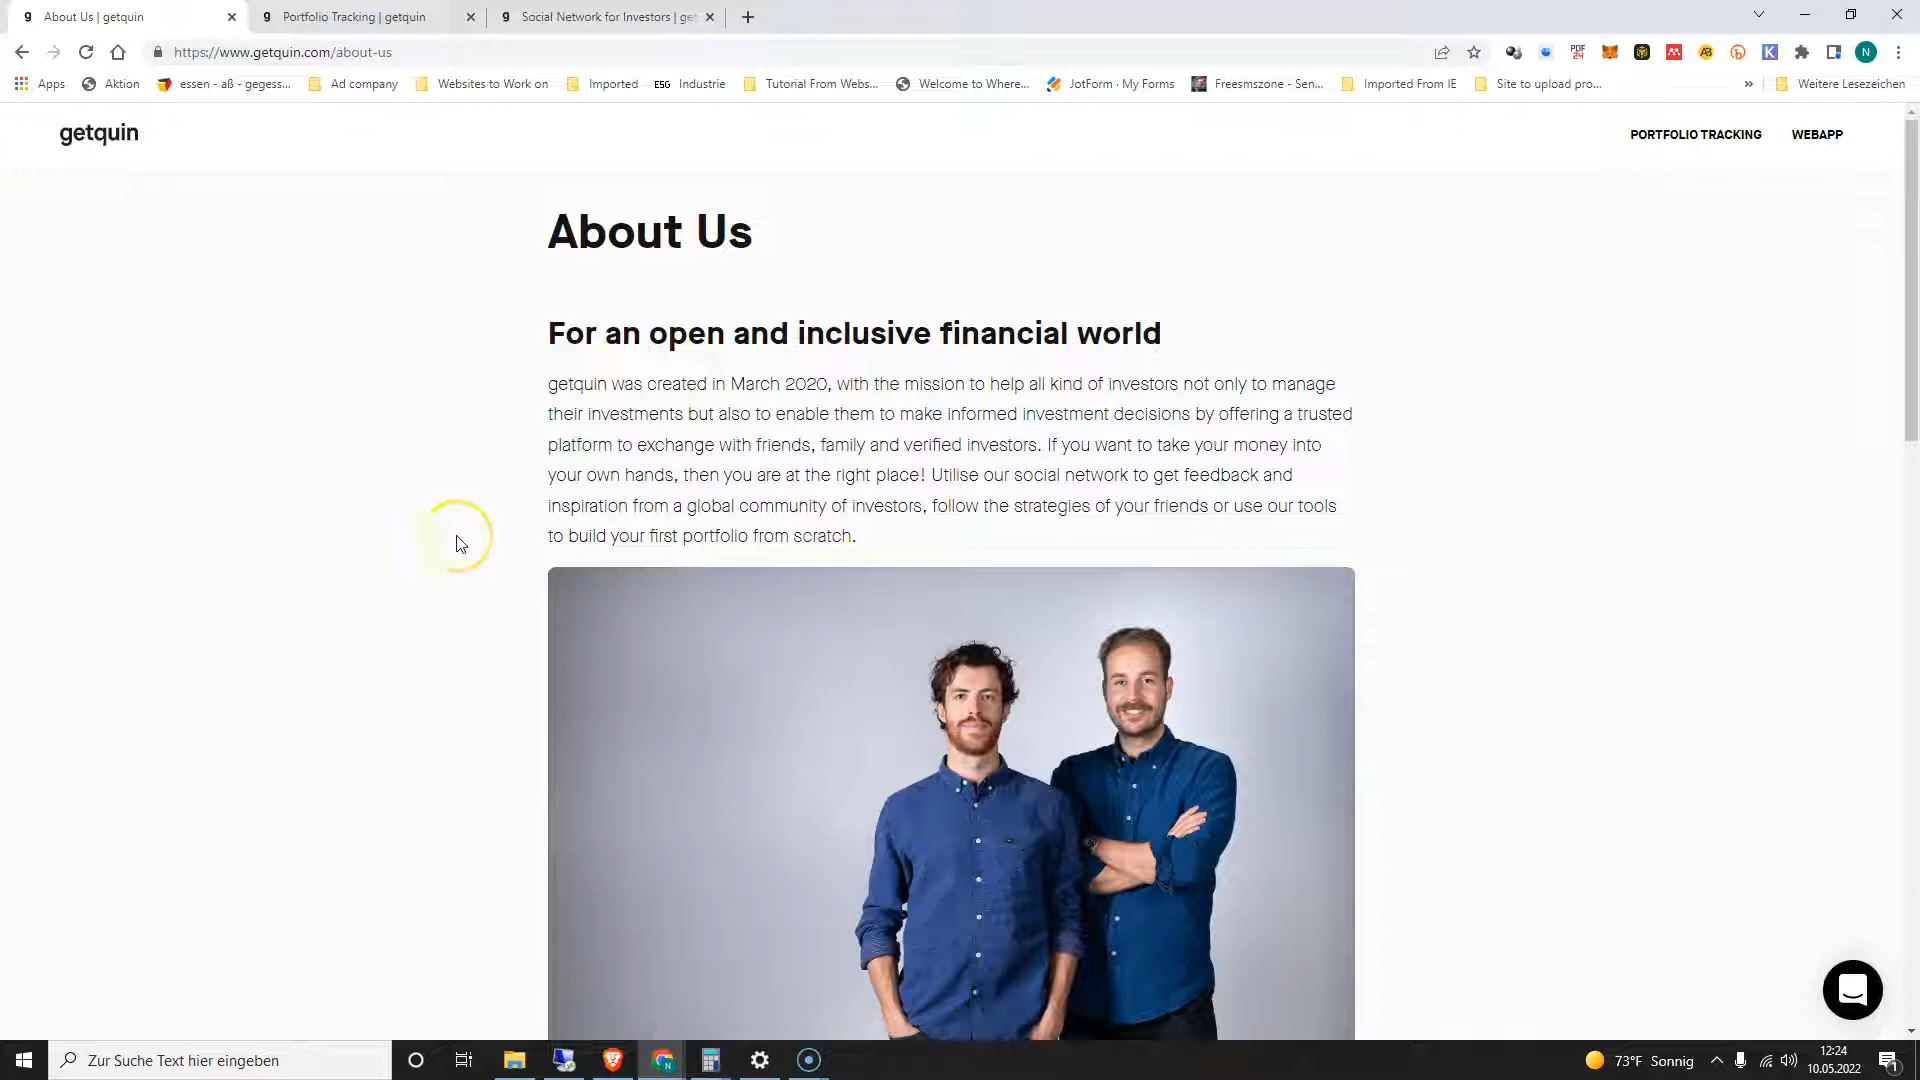 About Us | getquin
Portfolio Tracking | getquin
Social Network for Investors | get
https://www.getquin.com/about-us
PDF
24
AB
K
N
Apps
Aktion
essen - aß - gegess...
Ad company
Websites to Work on
Imported
ESG
Industrie
Tutorial From Webs...
Welcome to Where...
JotForm · My Forms
Freesmszone - Sen...
Imported From IE
Site to upload pro...
»
Weitere Lesezeichen
getquin
PORTFOLIO TRACKING
WEBAPP
About Us
For an open and inclusive financial world
getquin was created in March 2020, with the mission to help all kind of investors not only to manage
their investments but also to enable them to make informed investment decisions by offering a trusted
platform to exchange with friends, family and verified investors. If you want to take your money into
your own hands, then you are at the right place! Utilise our social network to get feedback and
inspiration from a global community of investors, follow the strategies of your friends or use our tools
to build your first portfolio from scratch.
Zur Suche Text hier eingeben
73°F Sonnig
12:24
10.05.2022
1